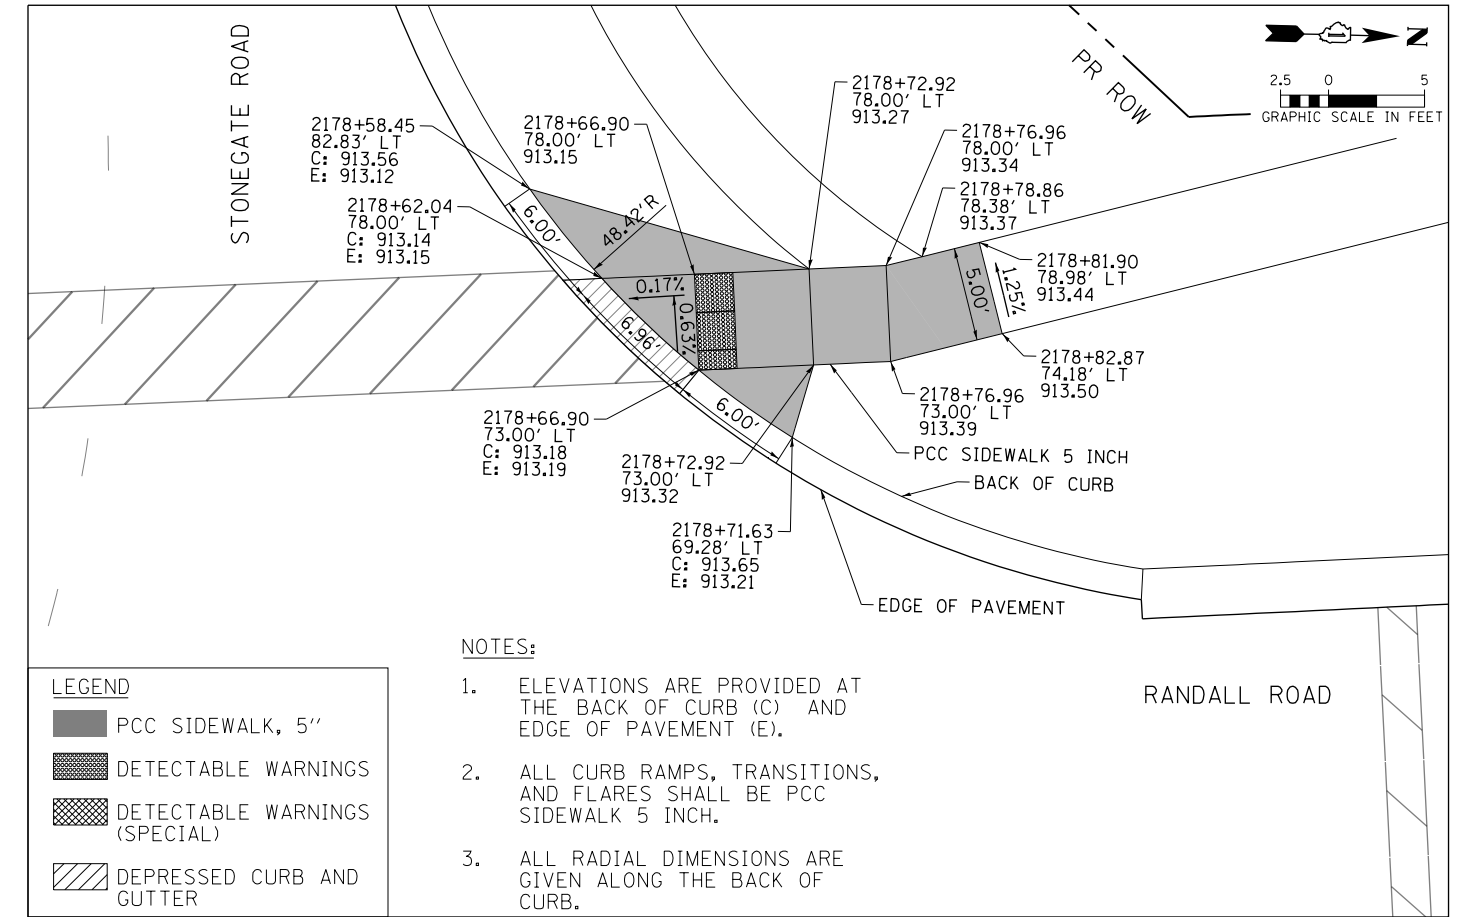 STONEGATE ROAD
2178+58.45
82.83' LT
C: 913.56
E: 913.12
2178+62.04
78.00' LT
C: 913.14
E: 913.15
2178+66.90
78.00' LT
913.15
2178+72.92
78.00' LT
913.27
2178+76.96
78.00' LT
913.34
2178+78.86
78.38' LT
913.37
2178+81.90
78.98' LT
913.44
2178+82.87
74.18' LT
913.50
2178+76.96
73.00' LT
913.39
PR ROW
N
2.5 0 5
GRAPHIC SCALE IN FEET
6.00'
48.42'R
0.17%
0.63%
6.96'
6.00'
5.00'
1.25%
2178+66.90
73.00' LT
C: 913.18
E: 913.19
2178+72.92
73.00' LT
913.32
2178+71.63
69.28' LT
C: 913.65
E: 913.21
PCC SIDEWALK 5 INCH
BACK OF CURB
EDGE OF PAVEMENT
RANDALL ROAD
LEGEND
PCC SIDEWALK, 5''
DETECTABLE WARNINGS
DETECTABLE WARNINGS
(SPECIAL)
DEPRESSED CURB AND
GUTTER
NOTES:
1. ELEVATIONS ARE PROVIDED AT
THE BACK OF CURB (C) AND
EDGE OF PAVEMENT (E).
2. ALL CURB RAMPS, TRANSITIONS,
AND FLARES SHALL BE PCC
SIDEWALK 5 INCH.
3. ALL RADIAL DIMENSIONS ARE
GIVEN ALONG THE BACK OF
CURB.